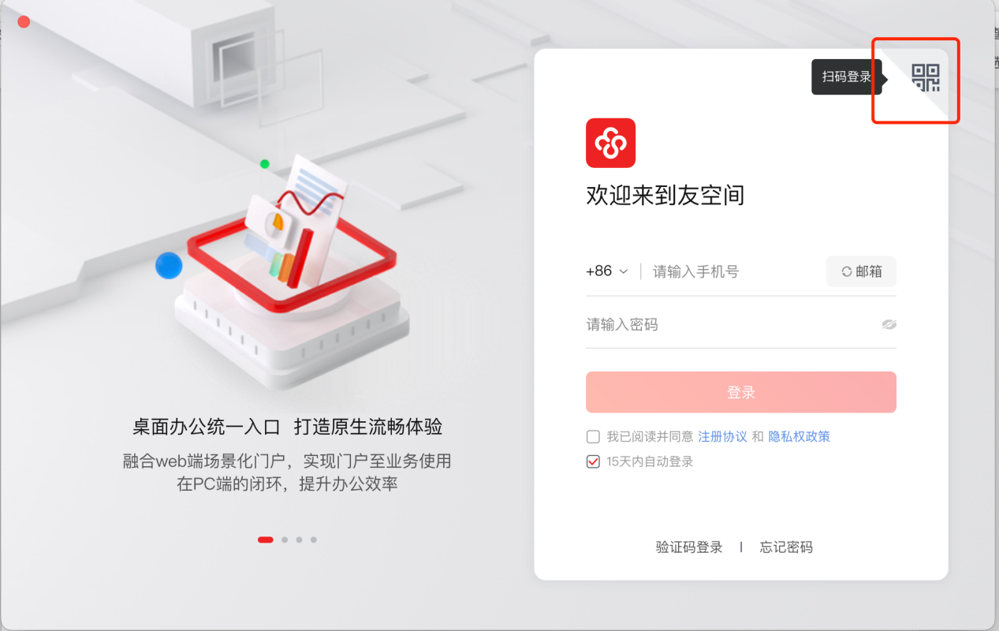 扫码登录
欢迎来到友空间
+86 请输入手机号 邮箱
请输入密码
登录
我已阅读并同意 注册协议 和 隐私权政策
15天内自动登录
验证码登录 | 忘记密码
桌面办公统一入口 打造原生流畅体验
融合web端场景化门户，实现门户至业务使用
在PC端的闭环，提升办公效率